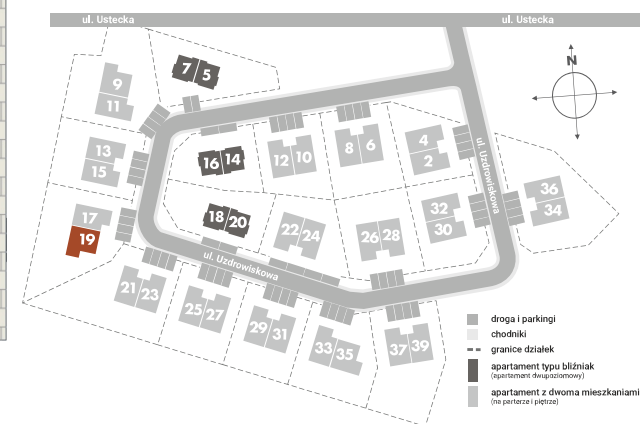 ul. Ustecka
ul. Ustecka
N
7 5
9
11
13
15
16 14
12 10
8 6
4
2
17
19
18 20
22 24
26 28
32
30
36
34
ul. Uzdrowiskowa
ul. Uzdrowiskowa
21 23
25 27
29 31
33 35
37 39
droga i parkingi
chodniki
granice działek
apartament typu bliźniak
(apartament dwupoziomowy)
apartament z dwoma mieszkaniami
(na parterze i piętrze)